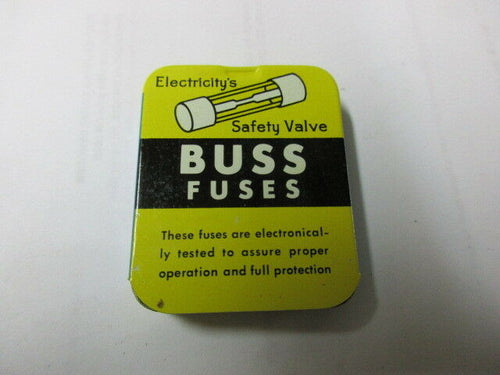 Electricity's
Safety Valve
BUSS
FUSES
These fuses are electronical-
ly tested to assure proper
operation and full protection